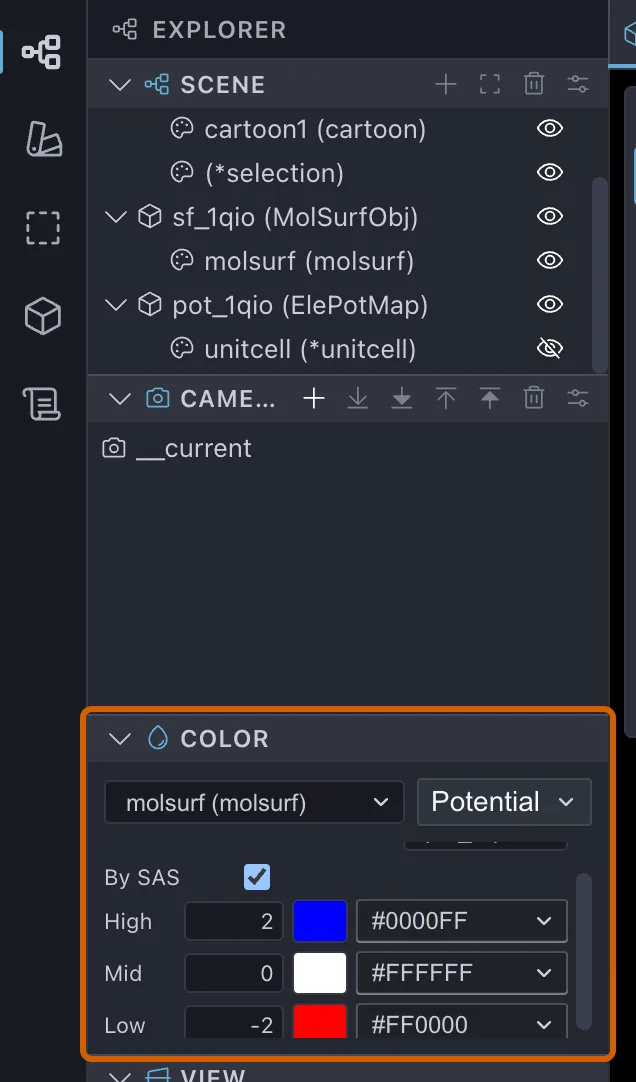 EXPLORER
SCENE
cartoon1 (cartoon)
(*selection)
sf_1qio (MolSurfObj)
molsurf (molsurf)
pot_1qio (ElePotMap)
unitcell (*unitcell)
CAME...
__current
COLOR
molsurf (molsurf) Potential
By SAS
High 2 #0000FF
Mid 0 #FFFFFF
Low -2 #FF0000
VIEW